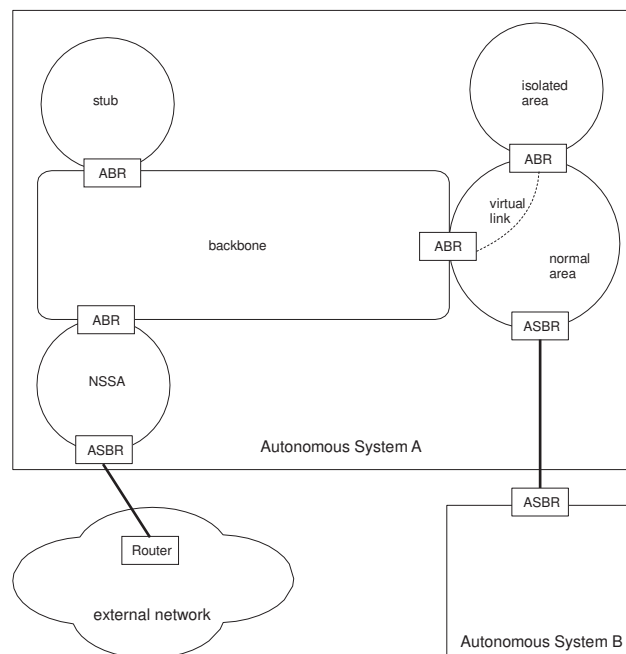 stub
isolated
area
ABR
ABR
virtual
link
backbone
ABR
normal
area
ABR
ASBR
NSSA
ASBR
Autonomous System A
ASBR
Router
external network
Autonomous System B